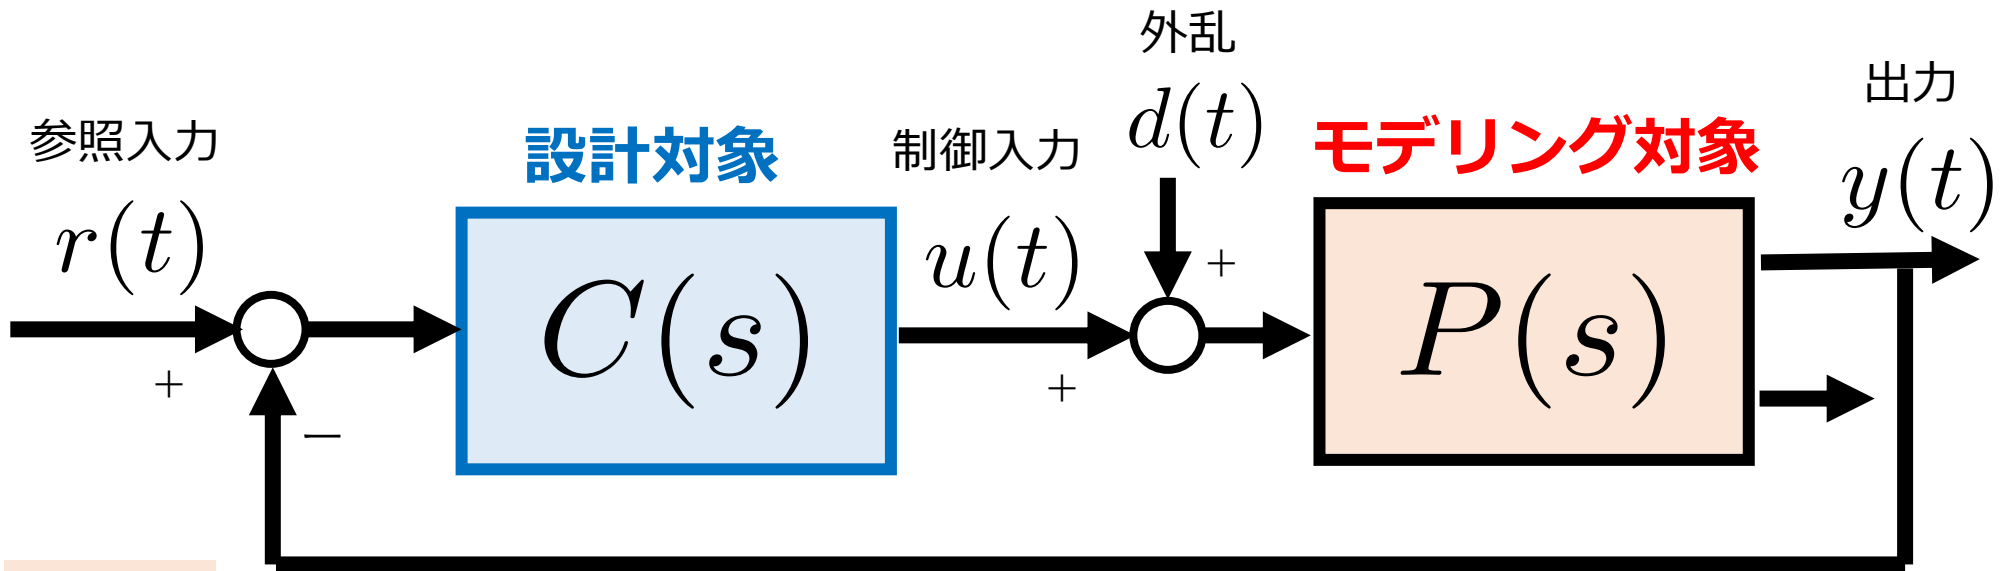 外乱
d(t)
出力
y(t)
参照入力
r(t)
設計対象
制御入力
u(t)
モデリング対象
+
C(s)
P(s)
+
+
−